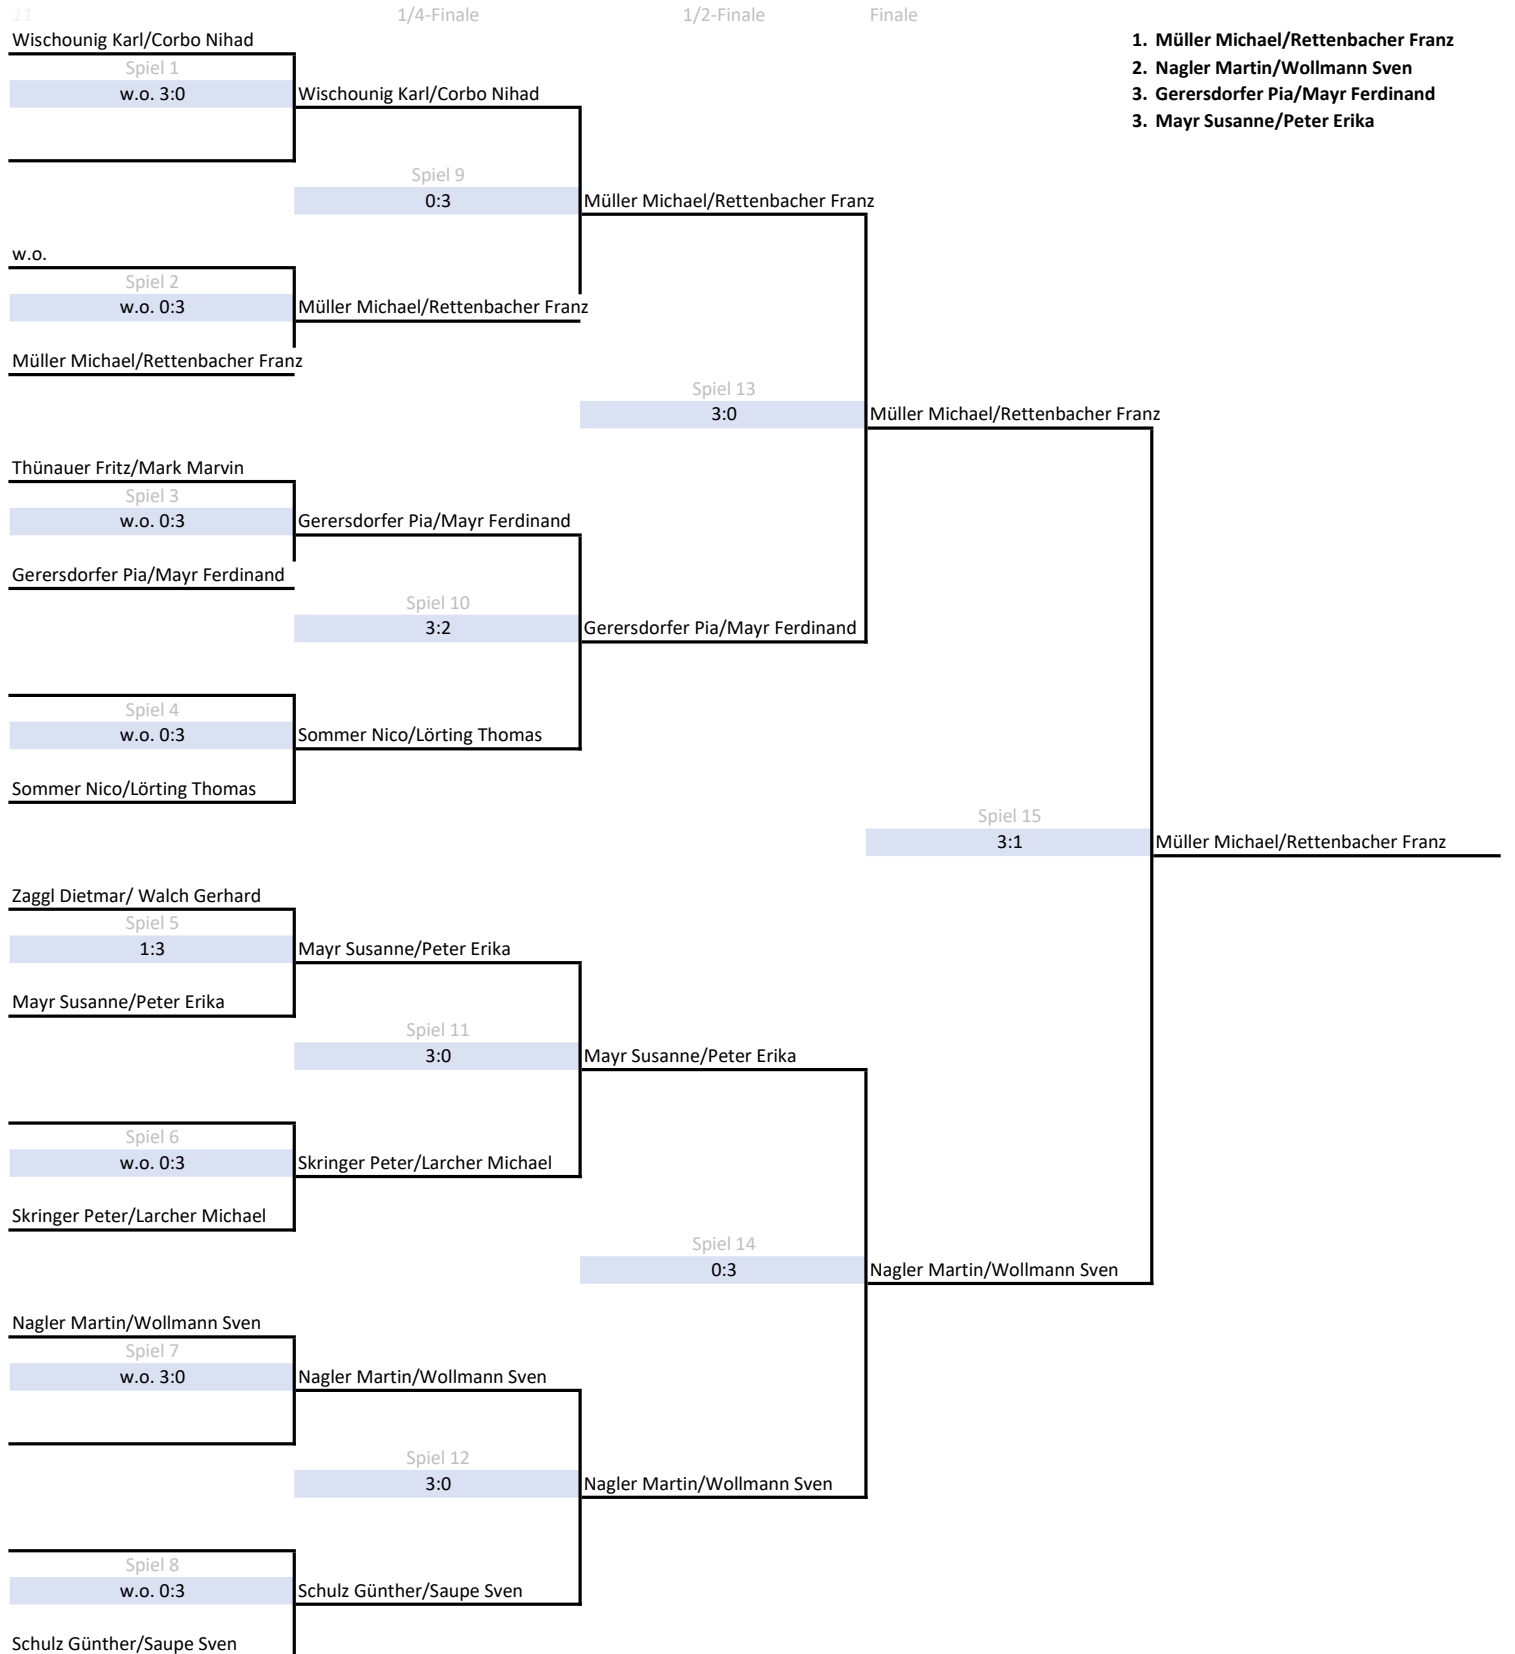 11 1/4-Finale 1/2-Finale Finale
Wischounig Karl/Corbo Nihad
1. Müller Michael/Rettenbacher Franz
Spiel 1
2. Nagler Martin/Wollmann Sven
w.o. 3:0
Wischounig Karl/Corbo Nihad
3. Gerersdorfer Pia/Mayr Ferdinand
3. Mayr Susanne/Peter Erika
Spiel 9
0:3
Müller Michael/Rettenbacher Franz
w.o.
Spiel 2
w.o. 0:3
Müller Michael/Rettenbacher Franz
Müller Michael/Rettenbacher Franz
Spiel 13
3:0
Müller Michael/Rettenbacher Franz
Thünauer Fritz/Mark Marvin
Spiel 3
w.o. 0:3
Gerersdorfer Pia/Mayr Ferdinand
Gerersdorfer Pia/Mayr Ferdinand
Spiel 10
3:2
Gerersdorfer Pia/Mayr Ferdinand
Spiel 4
w.o. 0:3
Sommer Nico/Lörting Thomas
Sommer Nico/Lörting Thomas
Spiel 15
3:1
Müller Michael/Rettenbacher Franz
Zaggl Dietmar/ Walch Gerhard
Spiel 5
1:3
Mayr Susanne/Peter Erika
Mayr Susanne/Peter Erika
Spiel 11
3:0
Mayr Susanne/Peter Erika
Spiel 6
w.o. 0:3
Skringer Peter/Larcher Michael
Skringer Peter/Larcher Michael
Spiel 14
0:3
Nagler Martin/Wollmann Sven
Nagler Martin/Wollmann Sven
Spiel 7
w.o. 3:0
Nagler Martin/Wollmann Sven
Spiel 12
3:0
Nagler Martin/Wollmann Sven
Spiel 8
w.o. 0:3
Schulz Günther/Saupe Sven
Schulz Günther/Saupe Sven